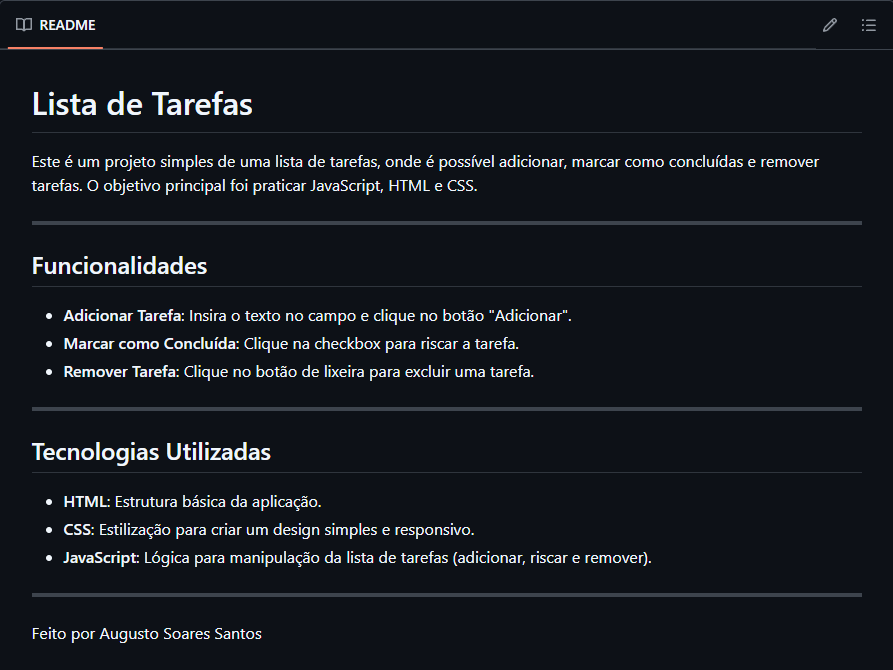 README
Lista de Tarefas
Este é um projeto simples de uma lista de tarefas, onde é possível adicionar, marcar como concluídas e remover
tarefas. O objetivo principal foi praticar JavaScript, HTML e CSS.
Funcionalidades
• Adicionar Tarefa: Insira o texto no campo e clique no botão "Adicionar".
• Marcar como Concluída: Clique na checkbox para riscar a tarefa.
• Remover Tarefa: Clique no botão de lixeira para excluir uma tarefa.
Tecnologias Utilizadas
• HTML: Estrutura básica da aplicação.
• CSS: Estilização para criar um design simples e responsivo.
• JavaScript: Lógica para manipulação da lista de tarefas (adicionar, riscar e remover).
Feito por Augusto Soares Santos